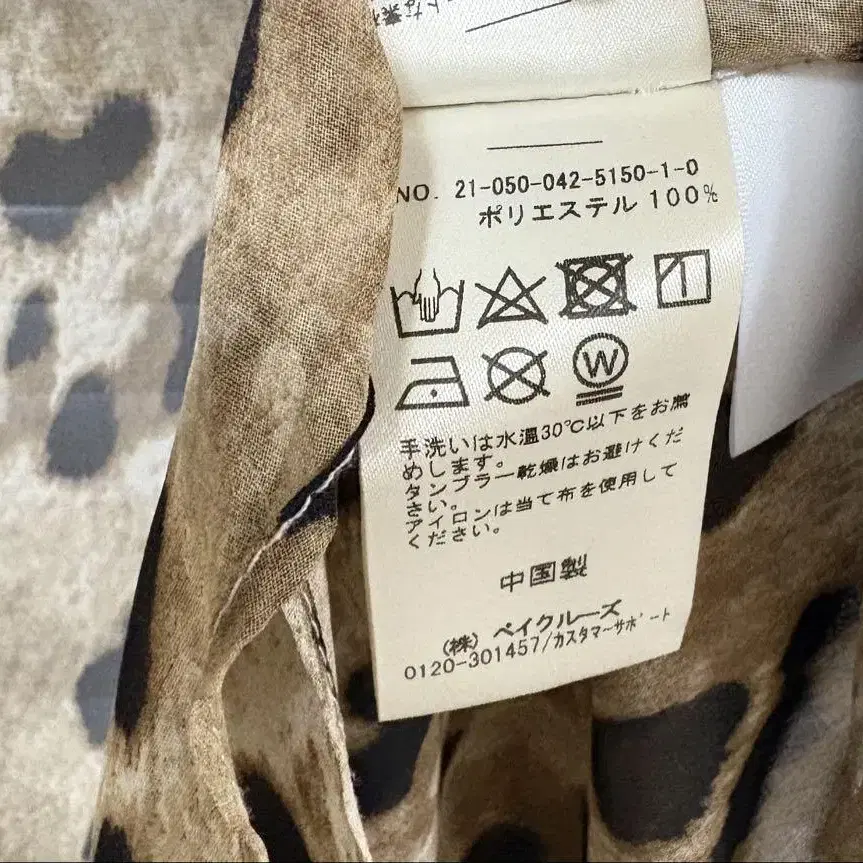 トな素材
NO. 21-050-042-5150-1-0
ポリエステル 100%
W
手洗いは水温30℃以下をお薦
めします。
タンブラー乾燥はお避けくだ
さい。
アイロンは当て布を使用して
ください。
中国製
(株) ベイクルーズ
0120-301457/カスタマーサポート